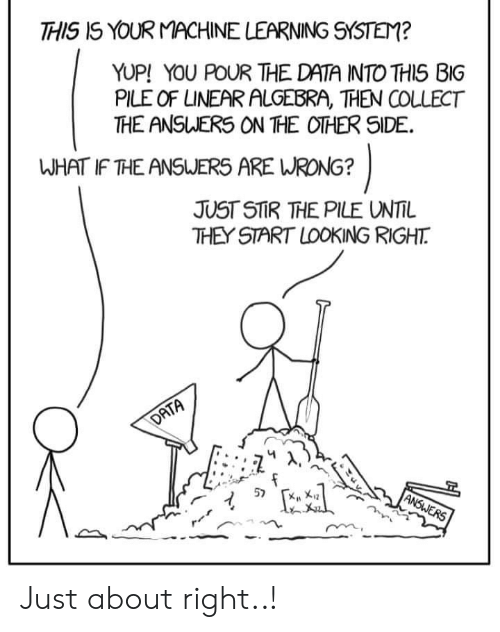 THIS IS YOUR MACHINE LEARNING SYSTEM?
YUP! YOU POUR THE DATA INTO THIS BIG
PILE OF LINEAR ALGEBRA, THEN COLLECT
THE ANSWERS ON THE OTHER SIDE.
WHAT IF THE ANSWERS ARE WRONG?
JUST STIR THE PILE UNTIL
THEY START LOOKING RIGHT.
DATA
4 λ
57
ANSWERS
Just about right..!